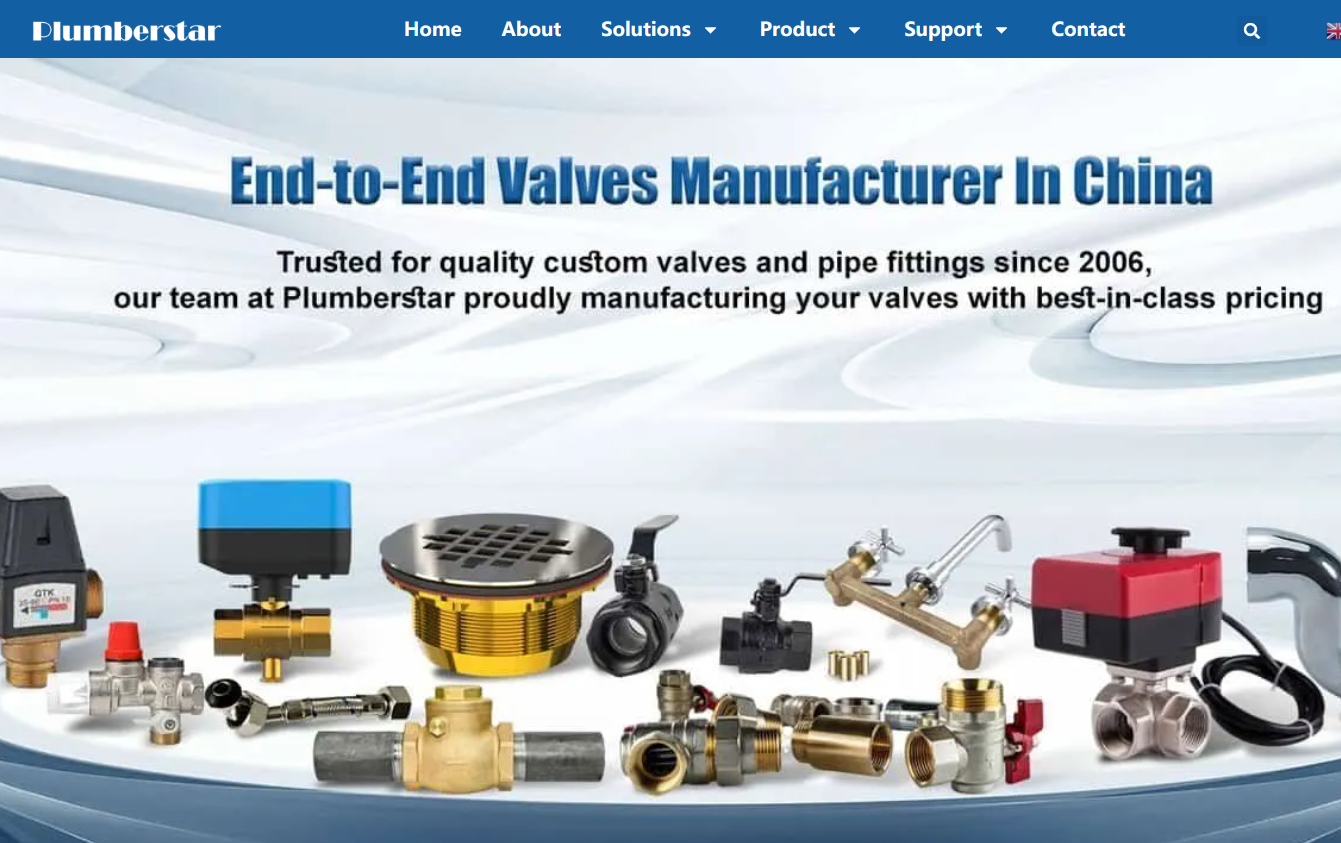 Plumberstar
Home About Solutions Product Support Contact
End-to-End Valves Manufacturer In China
Trusted for quality custom valves and pipe fittings since 2006,
our team at Plumberstar proudly manufacturing your valves with best-in-class pricing
GTK